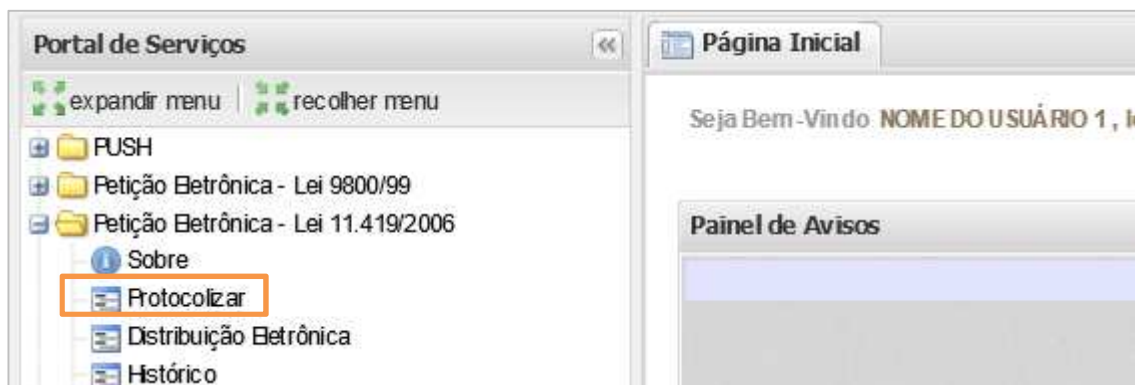 Portal de Serviços
Página Inicial
expandir menu
recolher menu
Seja Bem-Vindo NOME DO USUÁRIO 1,
PUSH
Petição Eletrônica - Lei 9800/99
Petição Eletrônica - Lei 11.419/2006
Painel de Avisos
Sobre
Protocolizar
Distribuição Eletrônica
Histórico